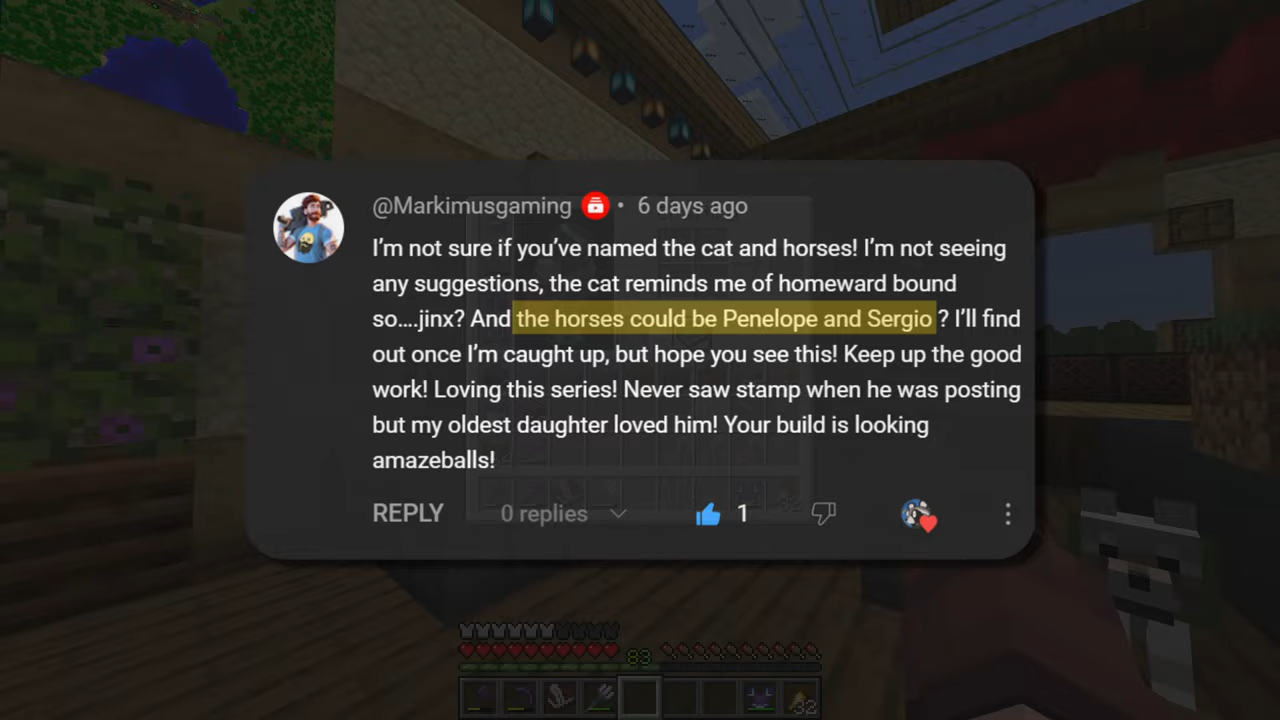 @Markimusgaming • 6 days ago
I’m not sure if you’ve named the cat and horses! I’m not seeing
any suggestions, the cat reminds me of homeward bound
so....jinx? And the horses could be Penelope and Sergio ? I’ll find
out once I’m caught up, but hope you see this! Keep up the good
work! Loving this series! Never saw stamp when he was posting
but my oldest daughter loved him! Your build is looking
amazeballs!
REPLY 0 replies 1
83
32